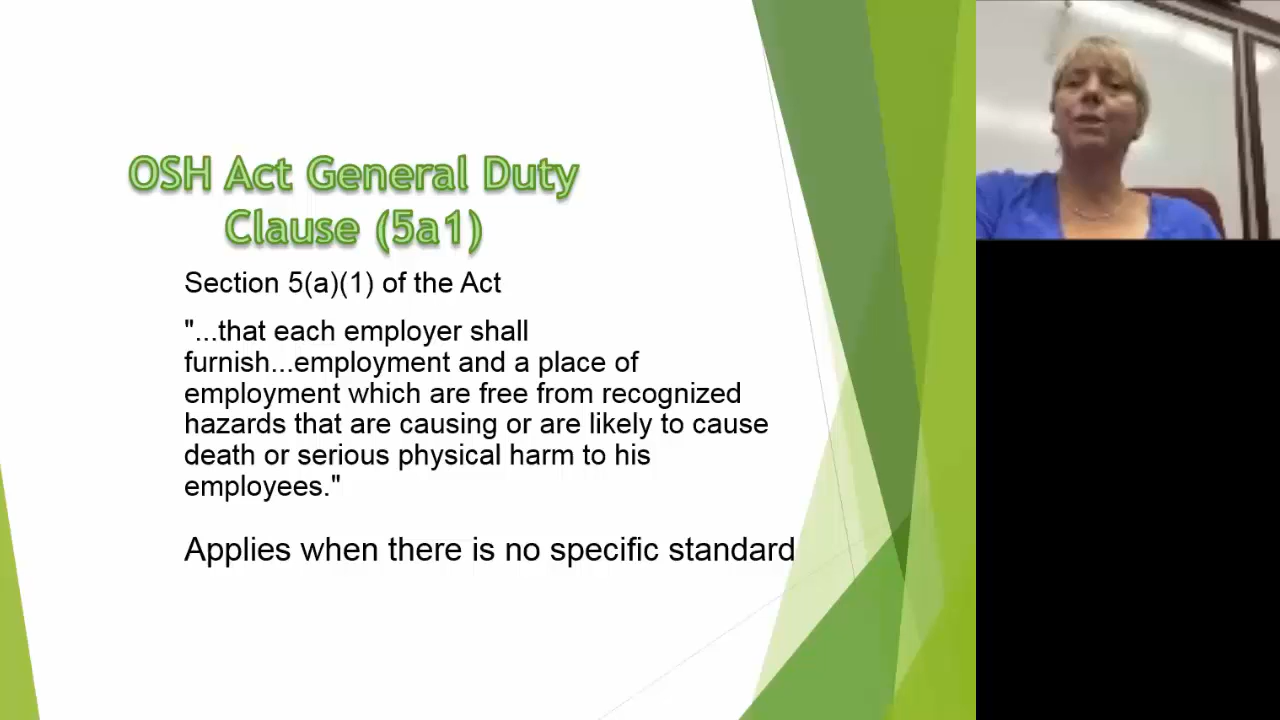 OSH Act General Duty
Clause (5a1)
Section 5(a)(1) of the Act
"...that each employer shall
furnish...employment and a place of
employment which are free from recognized
hazards that are causing or are likely to cause
death or serious physical harm to his
employees."
Applies when there is no specific standard